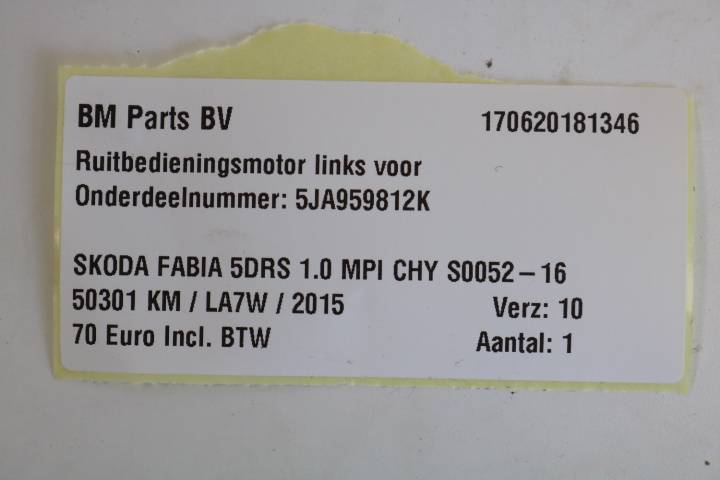 BM Parts BV 170620181346
Ruitbedieningsmotor links voor
Onderdeelnummer: 5JA959812K
SKODA FABIA 5DRS 1.0 MPI CHY S0052-16
50301 KM / LA7W / 2015 Verz: 10
70 Euro Incl. BTW Aantal: 1